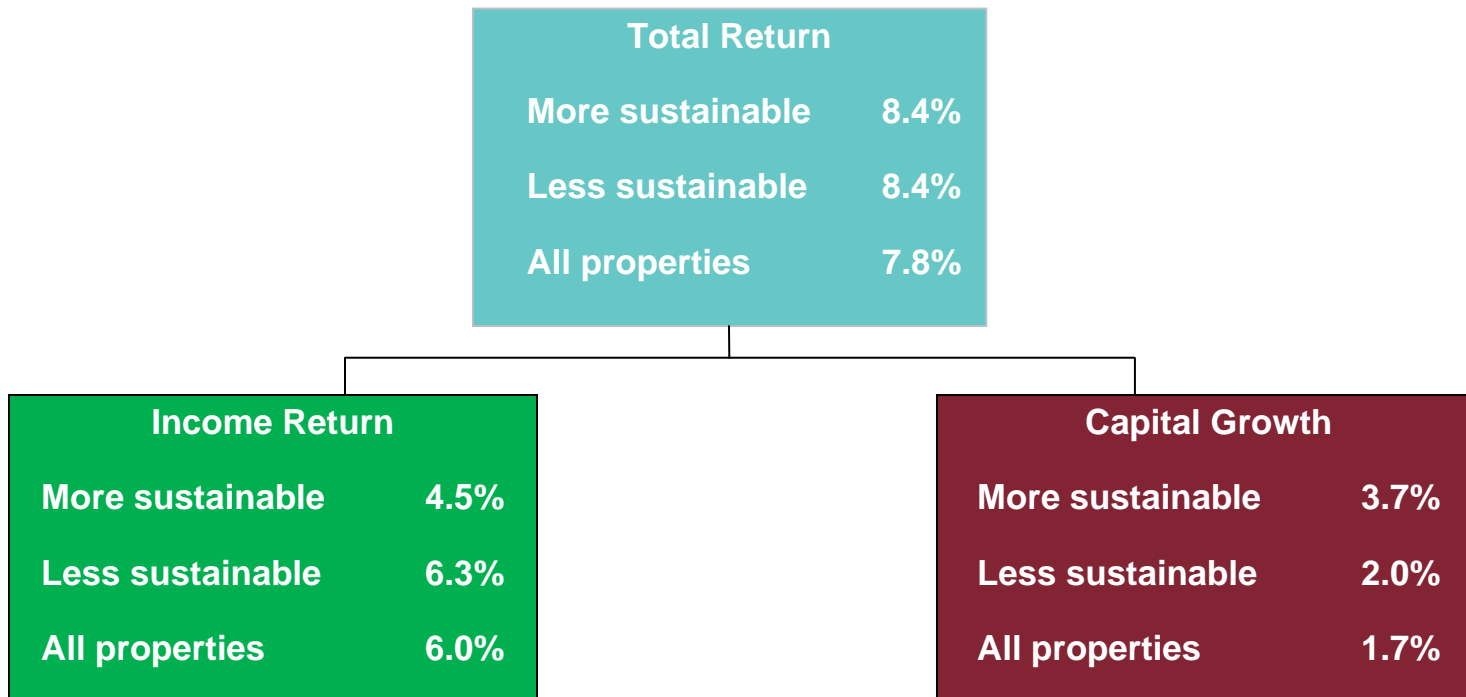 Total Return
More sustainable 8.4%
Less sustainable 8.4%
All properties 7.8%
Income Return
More sustainable 4.5%
Less sustainable 6.3%
All properties 6.0%
Capital Growth
More sustainable 3.7%
Less sustainable 2.0%
All properties 1.7%